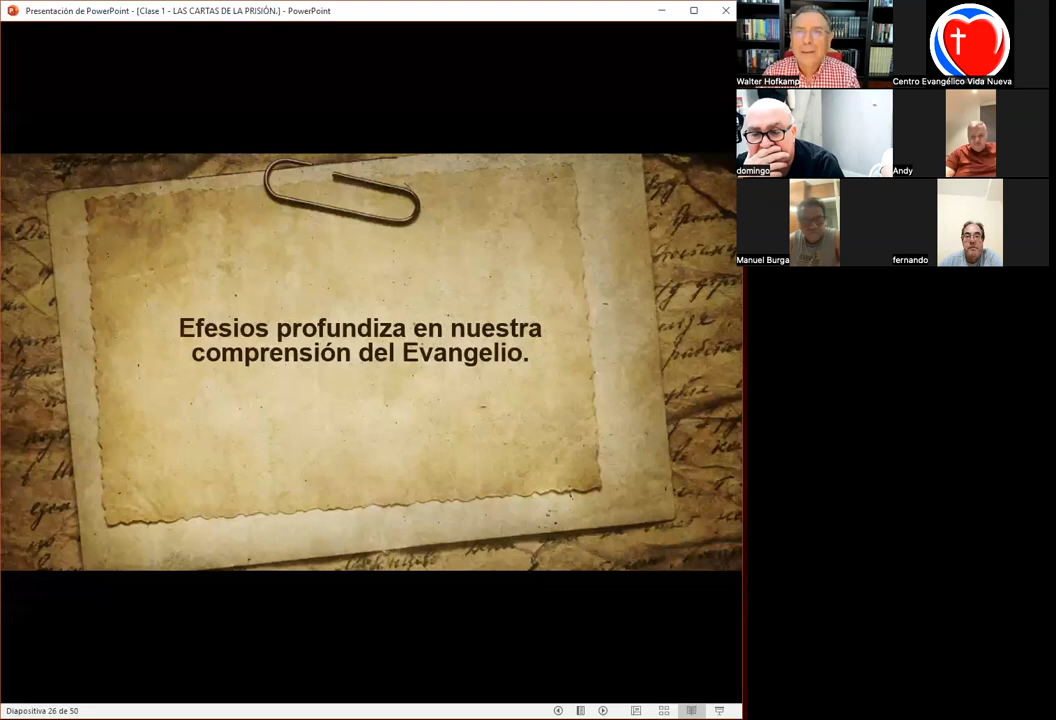 Presentación de PowerPoint - [Clase 1 - LAS CARTAS DE LA PRISIÓN.] - PowerPoint
Walter Hofkamp
Centro Evangélico Vida Nueva
domingo
Andy
Manuel Burga
fernando
Efesios profundiza en nuestra
comprensión del Evangelio.
Diapositiva 26 de 50